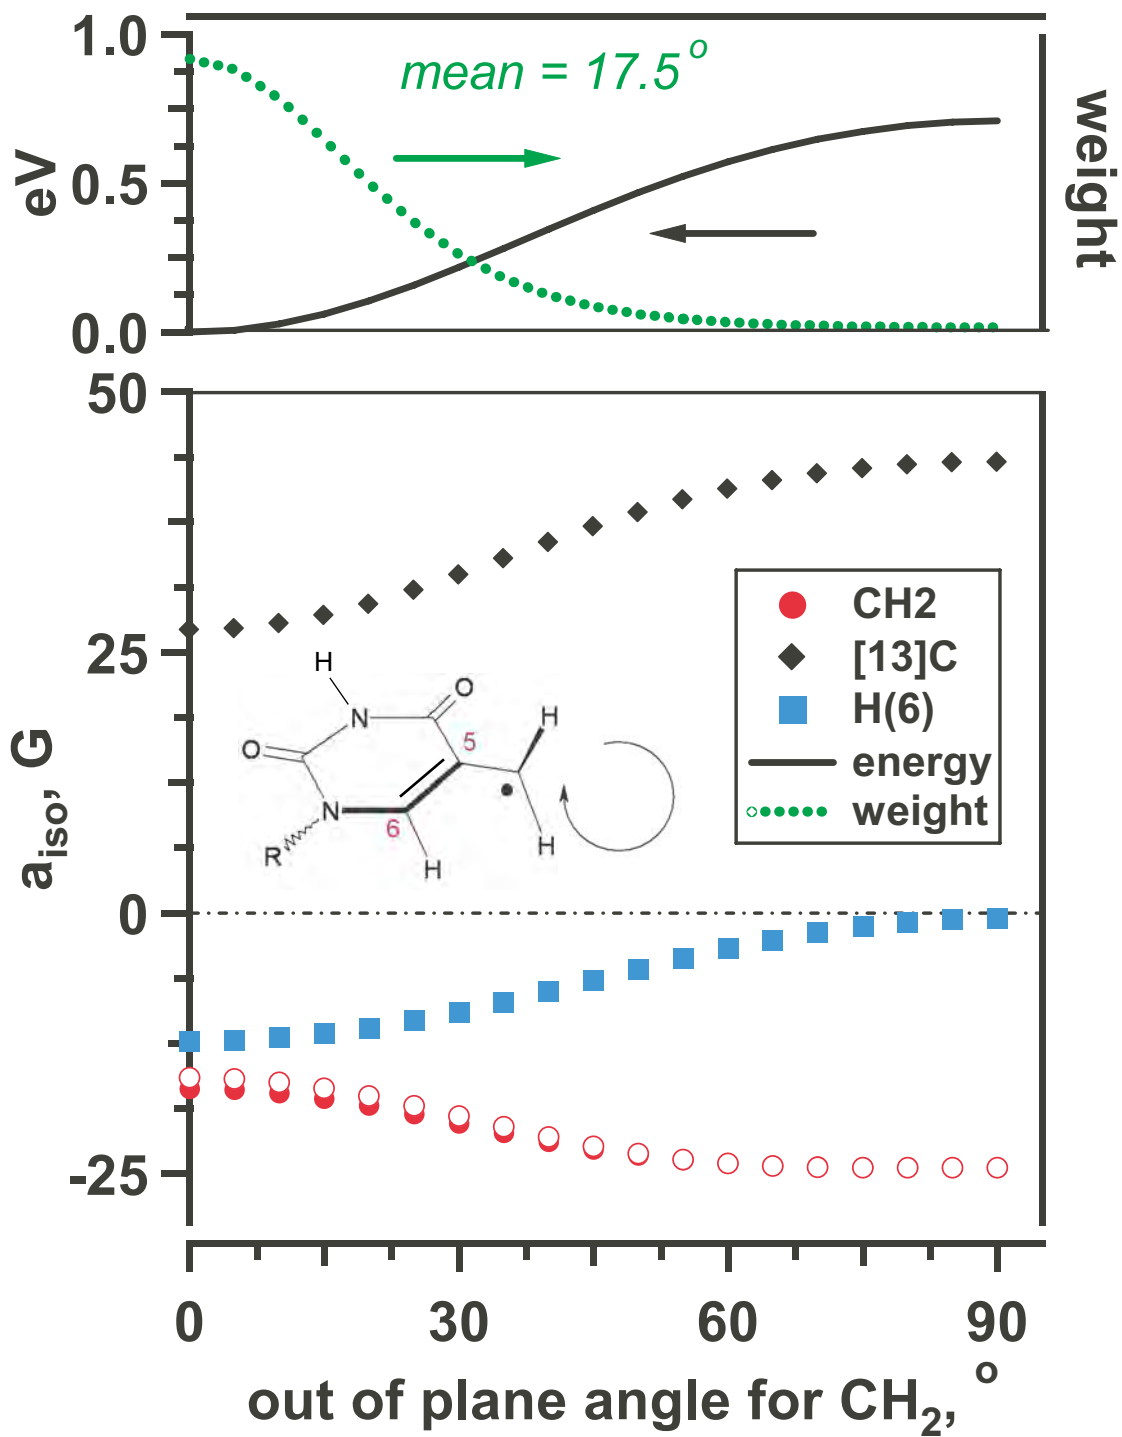 1.0
mean = 17.5 o
eV
0.5
weight
0.0
50
25
a iso, G
0
-25
CH2
[13]C
H(6)
energy
weight
H
O
N
5
H
O
N
6
R
H
H
0
30
60
90
out of plane angle for CH2, o